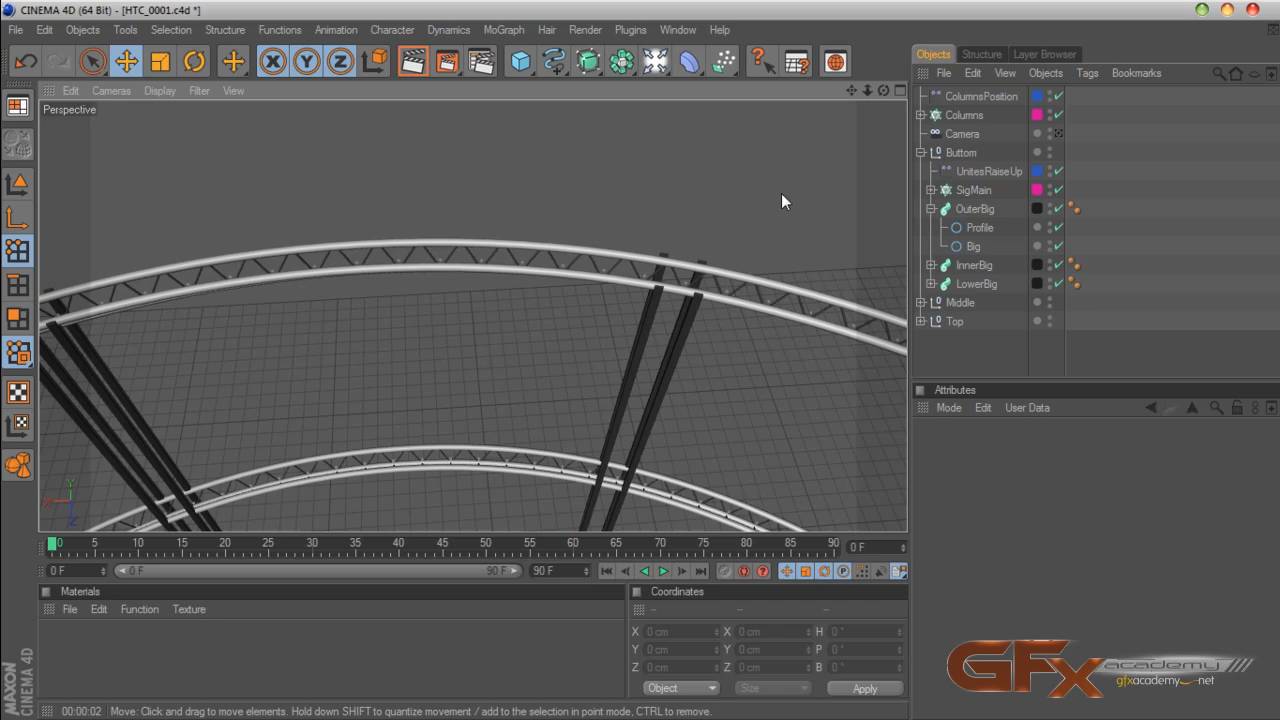 CINEMA 4D (64 Bit) - [HTC_0001.c4d *]
File Edit Objects Tools Selection Structure Functions Animation Character Dynamics MoGraph Hair Render Plugins Window Help
X Y Z
Objects Structure Layer Browser
File Edit View Objects Tags Bookmarks
Edit Cameras Display Filter View
Perspective
ColumnsPosition
Columns
Camera
Buttom
UnitesRaiseUp
SigMain
OuterBig
Profile
Big
InnerBig
LowerBig
Middle
Top
Attributes
Mode Edit User Data
Y
X
Z
0 5 10 15 20 25 30 35 40 45 50 55 60 65 70 75 80 85 90
0 F
0 F 0 F 90 F 90 F
P
Materials
File Edit Function Texture
Coordinates
-- -- --
X 0 cm X 0 cm H 0 °
Y 0 cm Y 0 cm P 0 °
Z 0 cm Z 0 cm B 0 °
Object Size Apply
MAXON
CINEMA 4D
GFx academy
gfxacademy.net
00:00:02 Move: Click and drag to move elements. Hold down SHIFT to quantize movement / add to the selection in point mode, CTRL to remove.